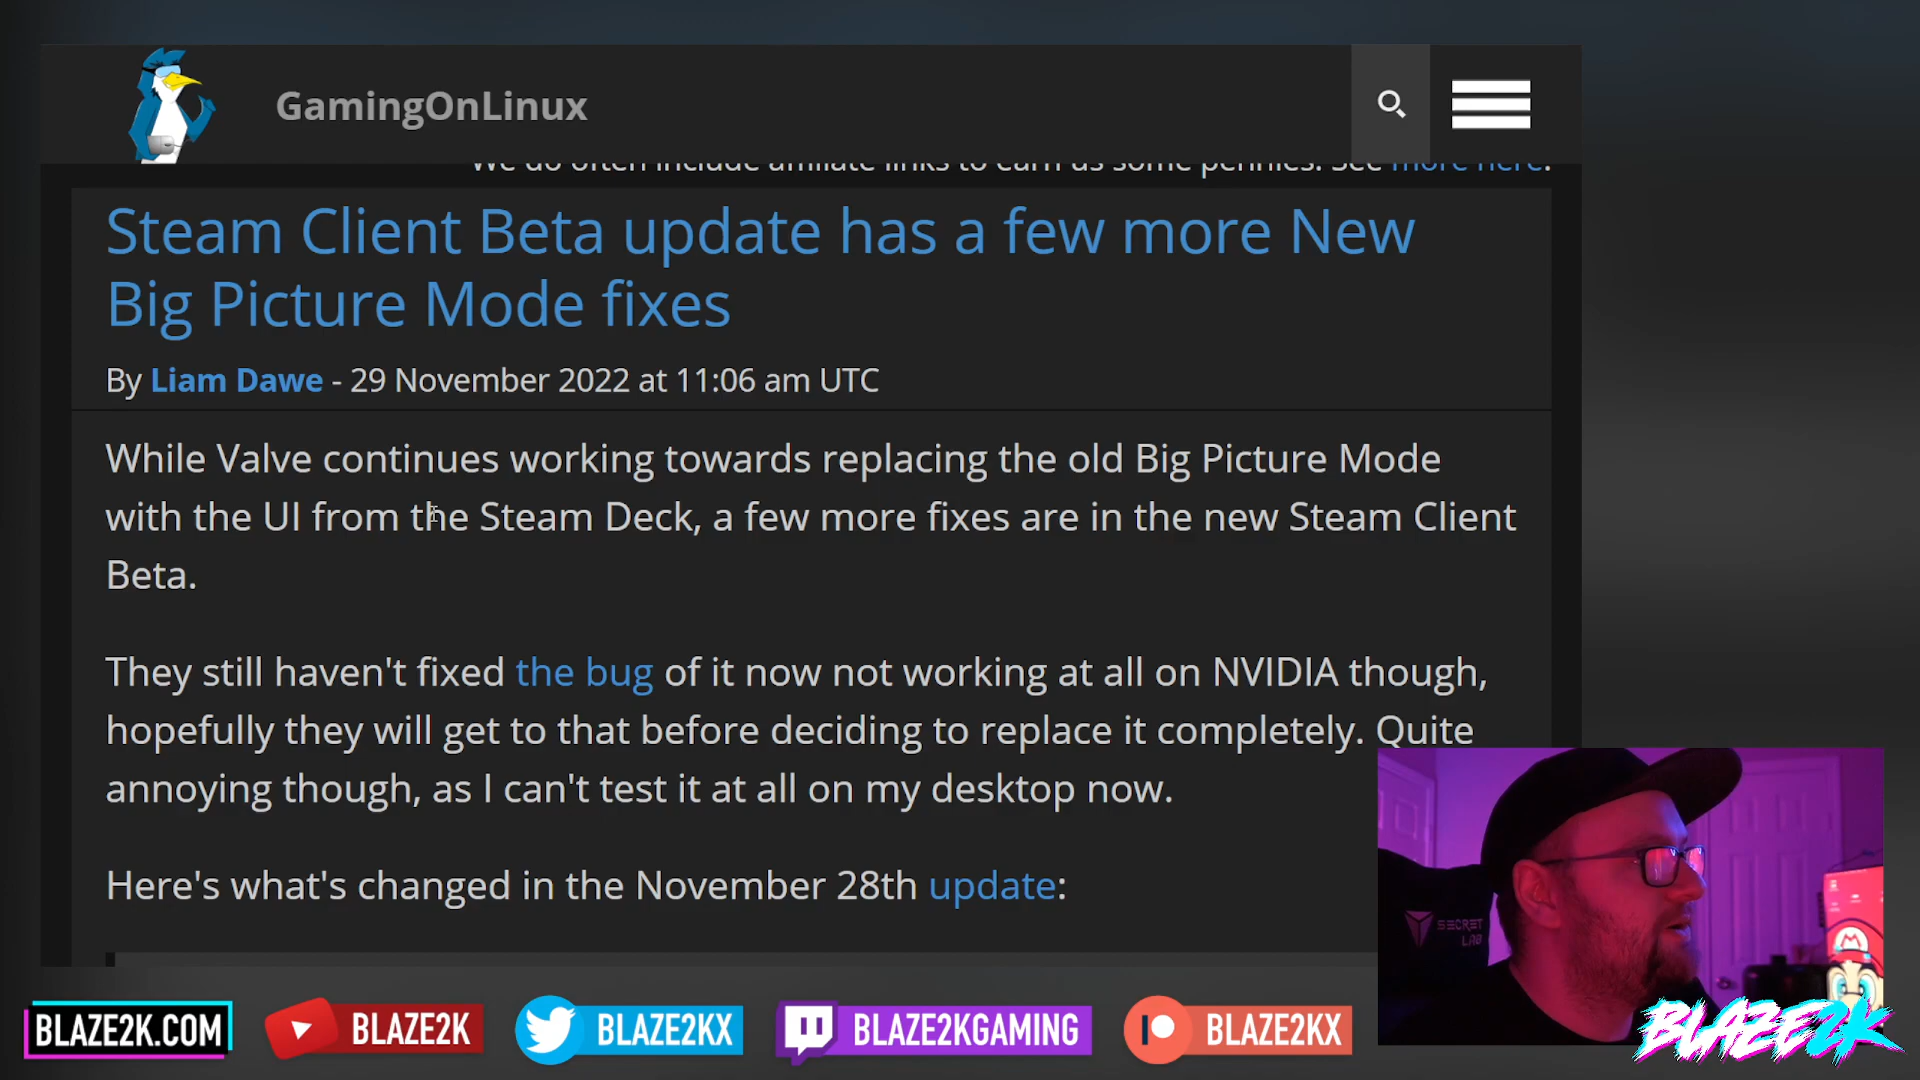 GamingOnLinux
We do often include affiliate links to earn us some pennies. See more here.
Steam Client Beta update has a few more New
Big Picture Mode fixes
By Liam Dawe - 29 November 2022 at 11:06 am UTC
While Valve continues working towards replacing the old Big Picture Mode
with the UI from the Steam Deck, a few more fixes are in the new Steam Client
Beta.
They still haven't fixed the bug of it now not working at all on NVIDIA though,
hopefully they will get to that before deciding to replace it completely. Quite
annoying though, as I can't test it at all on my desktop now.
Here's what's changed in the November 28th update:
SECRET
LAB
M
BLAZE2K.COM
BLAZE2K
BLAZE2KX
BLAZE2KGAMING
BLAZE2KX
BLAZE2K